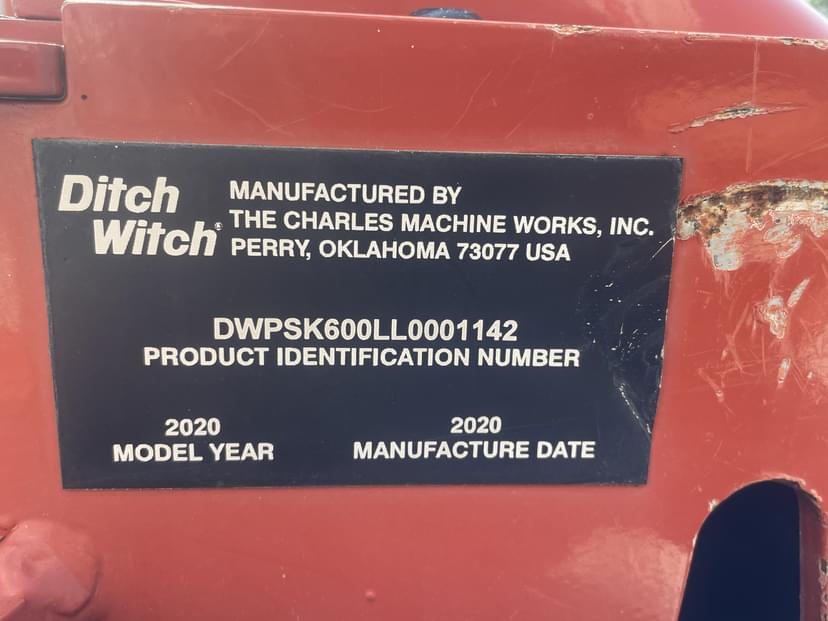 Ditch
Witch®
MANUFACTURED BY
THE CHARLES MACHINE WORKS, INC.
PERRY, OKLAHOMA 73077 USA
DWPSK600LL0001142
PRODUCT IDENTIFICATION NUMBER
2020
MODEL YEAR
2020
MANUFACTURE DATE